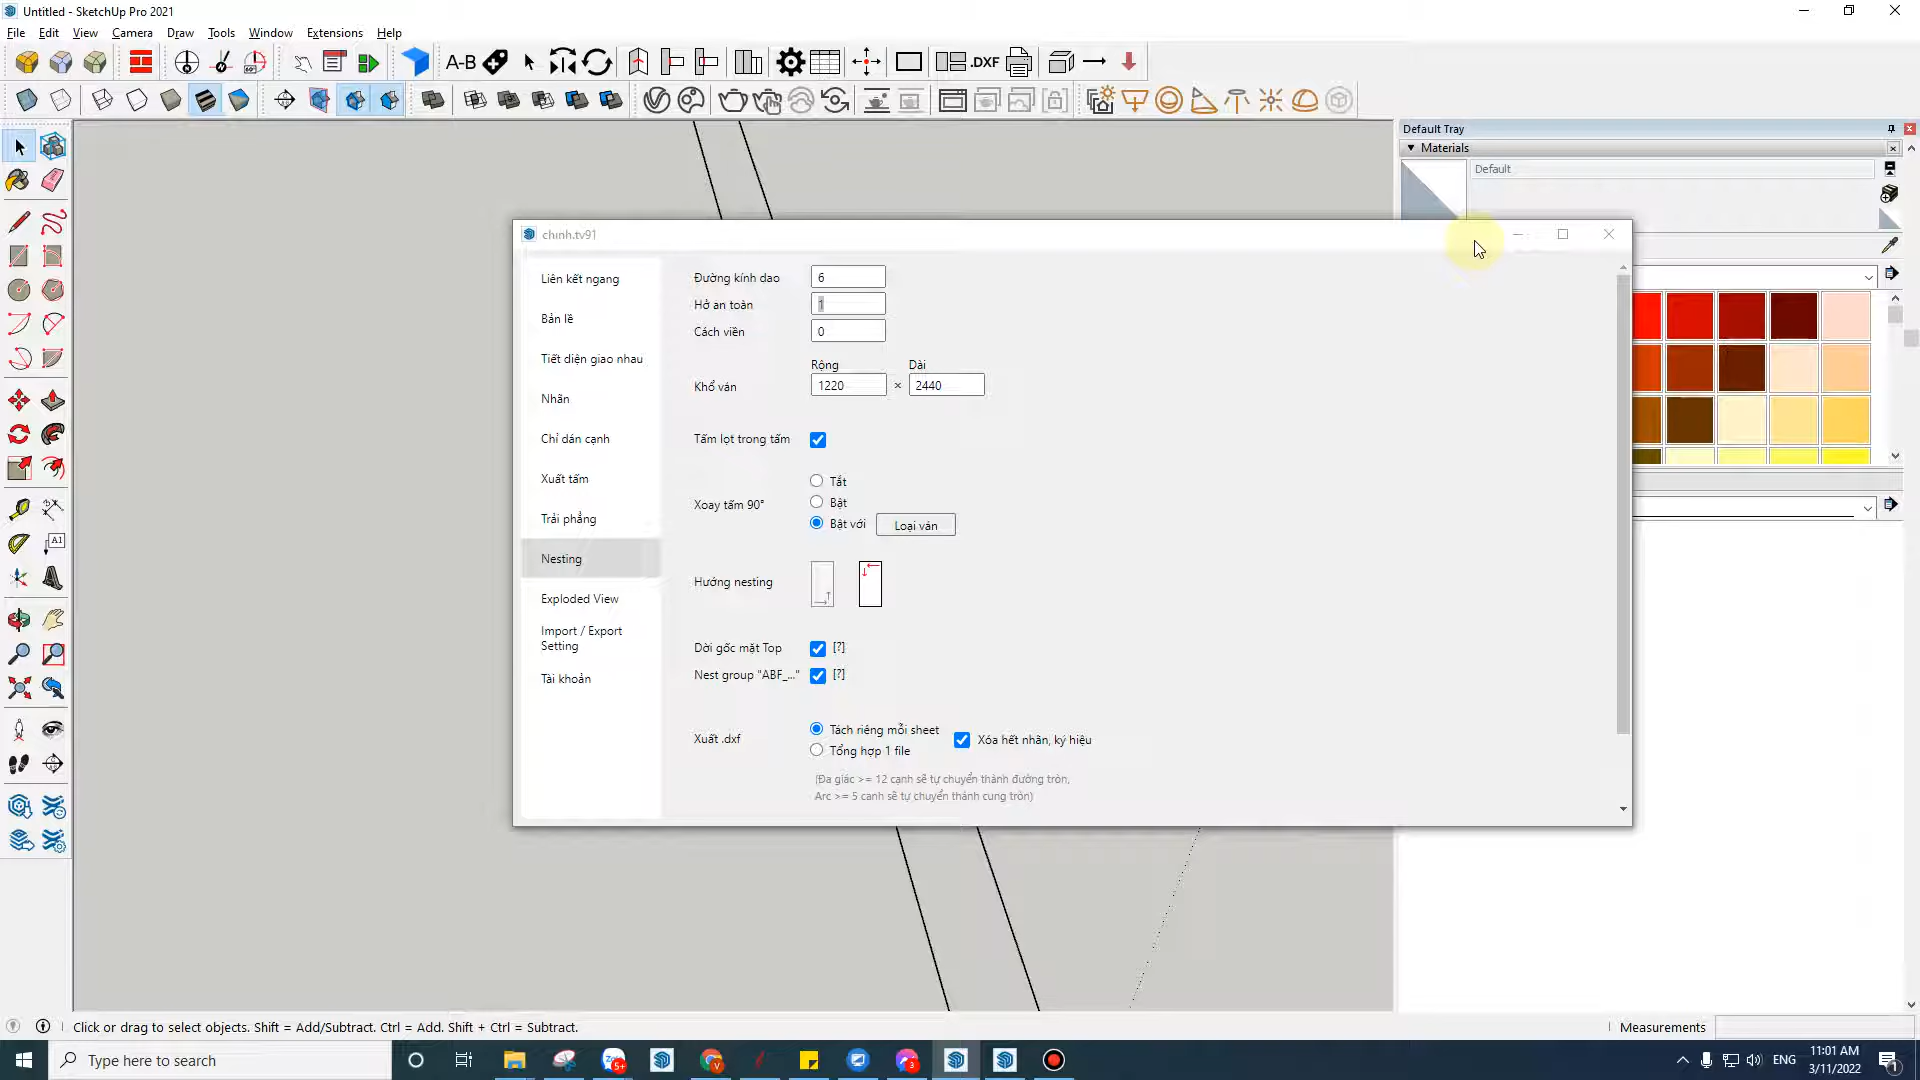 Untitled - SketchUp Pro 2021
File Edit View Camera Draw Tools Window Extensions Help
A-B
.DXF
Default Tray
Materials
Default
chinh.tv91
Liên kết ngang
Bản lề
Tiết diện giao nhau
Nhãn
Chỉ dán cạnh
Xuất tấm
Trải phẳng
Nesting
Exploded View
Import / Export
Setting
Tài khoản
Đường kính dao 6
Hở an toàn 1
Cách viền 0
Rộng Dài
Khổ ván 1220 × 2440
Tấm lọt trong tấm
Tắt
Bật
Xoay tấm 90°
Bật với Loại ván
Hướng nesting
Dời gốc mặt Top [?]
Nest group "ABF_..." [?]
Tách riêng mỗi sheet
Xuất .dxf
Xóa hết nhãn, ký hiệu
Tổng hợp 1 file
(Đa giác >= 12 cạnh sẽ tự chuyển thành đường tròn,
Arc >= 5 cạnh sẽ tự chuyển thành cung tròn)
A1
Click or drag to select objects. Shift = Add/Subtract. Ctrl = Add. Shift + Ctrl = Subtract.
Measurements
Type here to search
Zalo
5+
V
3
ENG
11:01 AM
3/11/2022
1